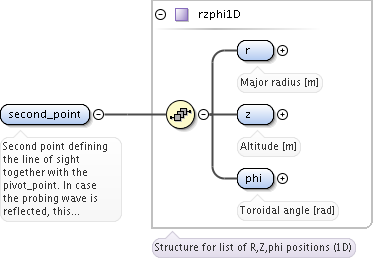 rzphi1D
r
Major radius [m]
second_point
z
Second point defining
the line of sight
together with the
pivot_point. In case
the probing wave is
reflected, this...
Altitude [m]
phi
Toroidal angle [rad]
Structure for list of R,Z,phi positions (1D)